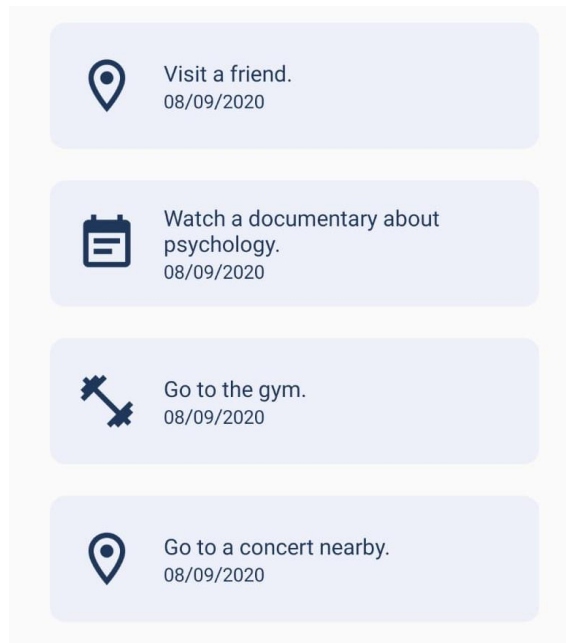 Visit a friend.
08/09/2020
Watch a documentary about
psychology.
08/09/2020
Go to the gym.
08/09/2020
Go to a concert nearby.
08/09/2020